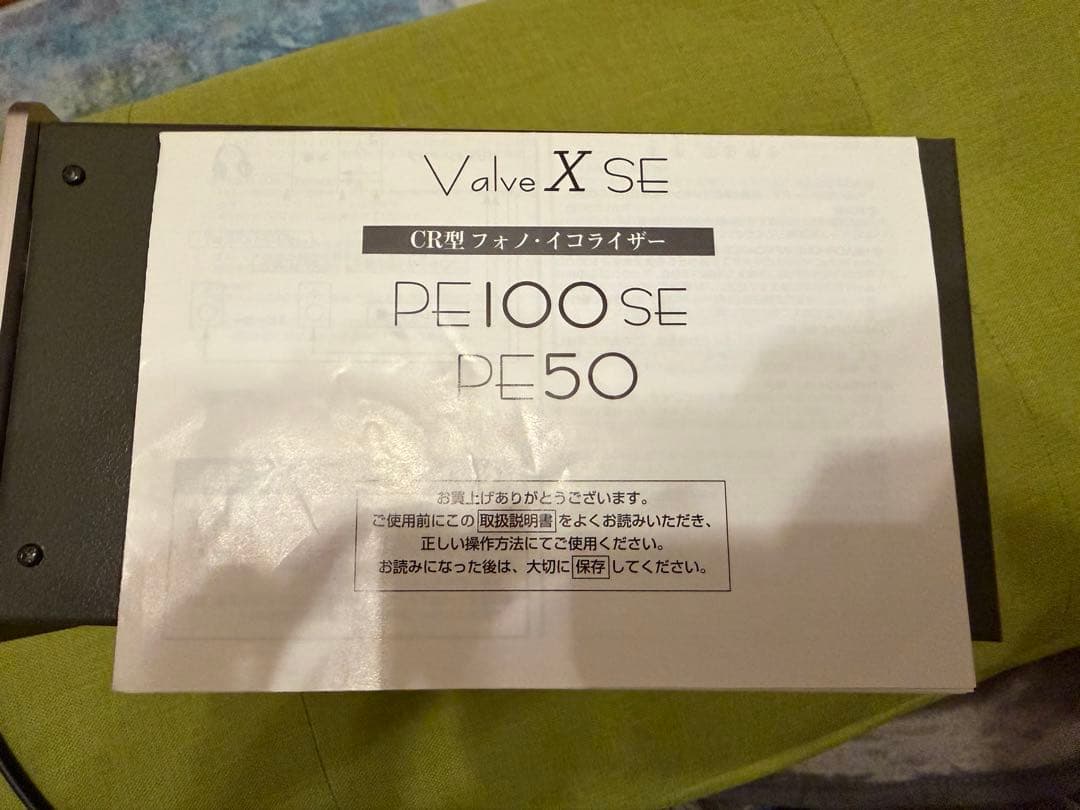 Valve X SE
CR型 フォノ・イコライザー
PE100 SE
PE50
お買上げありがとうございます。
ご使用前にこの 取扱説明書 をよくお読みいただき、
正しい操作方法にてご使用ください。
お読みになった後は、大切に 保存 してください。